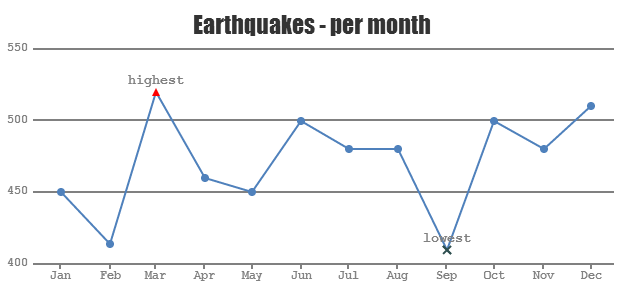 Earthquakes - per month
550
highest
500
450
lowest
400
Jan Feb Mar Apr May Jun Jul Aug Sep Oct Nov Dec